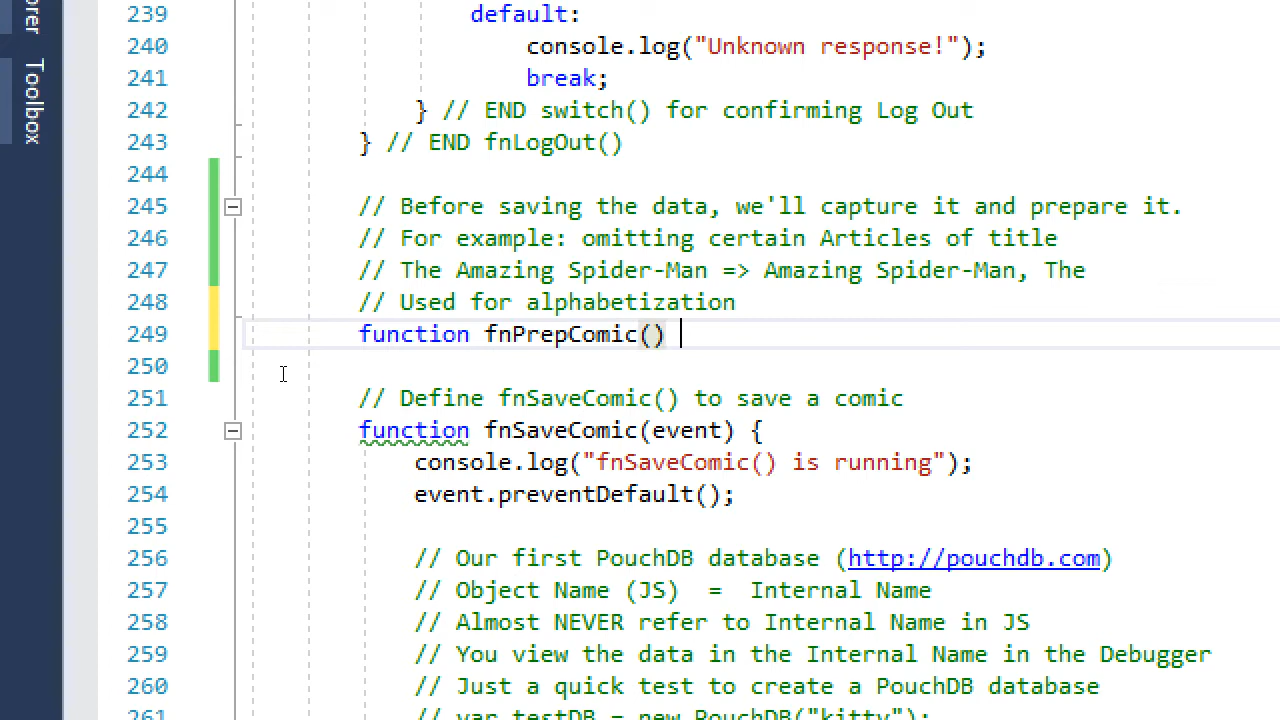 orer
Toolbox
239 default:
240 console.log("Unknown response!");
241 break;
242 } // END switch() for confirming Log Out
243 } // END fnLogOut()
244
245 // Before saving the data, we'll capture it and prepare it.
246 // For example: omitting certain Articles of title
247 // The Amazing Spider-Man => Amazing Spider-Man, The
248 // Used for alphabetization
249 function fnPrepComic()
250
251 // Define fnSaveComic() to save a comic
252 function fnSaveComic(event) {
253 console.log("fnSaveComic() is running");
254 event.preventDefault();
255
256 // Our first PouchDB database (http://pouchdb.com)
257 // Object Name (JS) = Internal Name
258 // Almost NEVER refer to Internal Name in JS
259 // You view the data in the Internal Name in the Debugger
260 // Just a quick test to create a PouchDB database
261 // var testDB = new PouchDB("kitty");